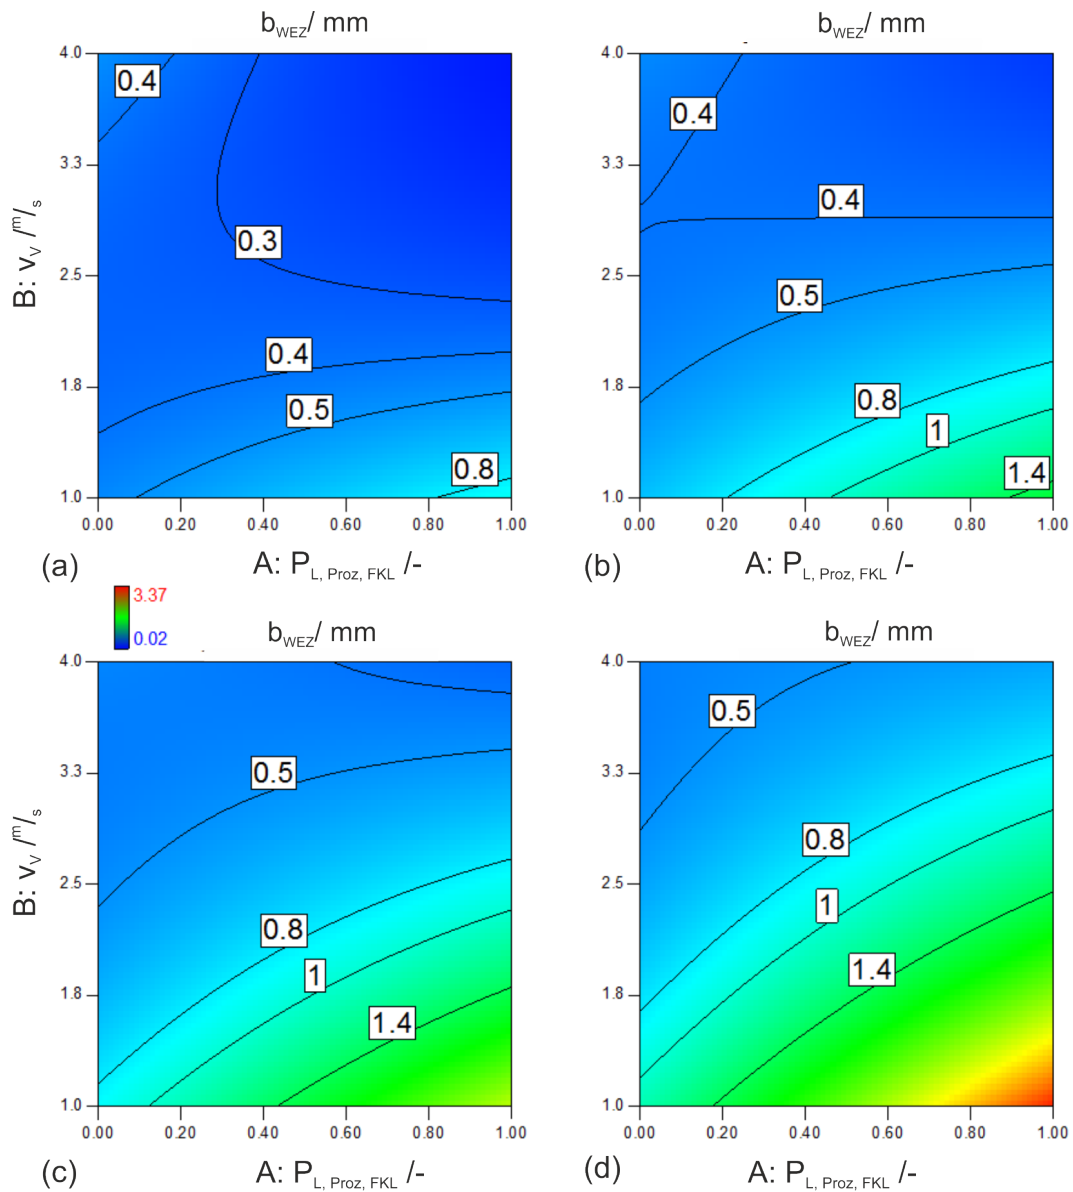 b_WEZ / mm
b_WEZ / mm
4.0
0.4
3.3
0.3
2.5
0.4
1.8
0.5
0.8
1.0
0.00 0.20 0.40 0.60 0.80 1.00
B: v_V /m/s
(a) A: P_L, Proz, FKL /-
4.0
0.4
3.3
0.4
2.5
0.5
1.8
0.8
1
1.4
1.0
0.00 0.20 0.40 0.60 0.80 1.00
(b) A: P_L, Proz, FKL /-
3.37
0.02
b_WEZ / mm
b_WEZ / mm
4.0
3.3
0.5
2.5
0.8
1
1.8
1.4
1.0
0.00 0.20 0.40 0.60 0.80 1.00
B: v_V /m/s
(c) A: P_L, Proz, FKL /-
4.0
0.5
3.3
0.8
2.5
1
1.4
1.8
1.0
0.00 0.20 0.40 0.60 0.80 1.00
(d) A: P_L, Proz, FKL /-